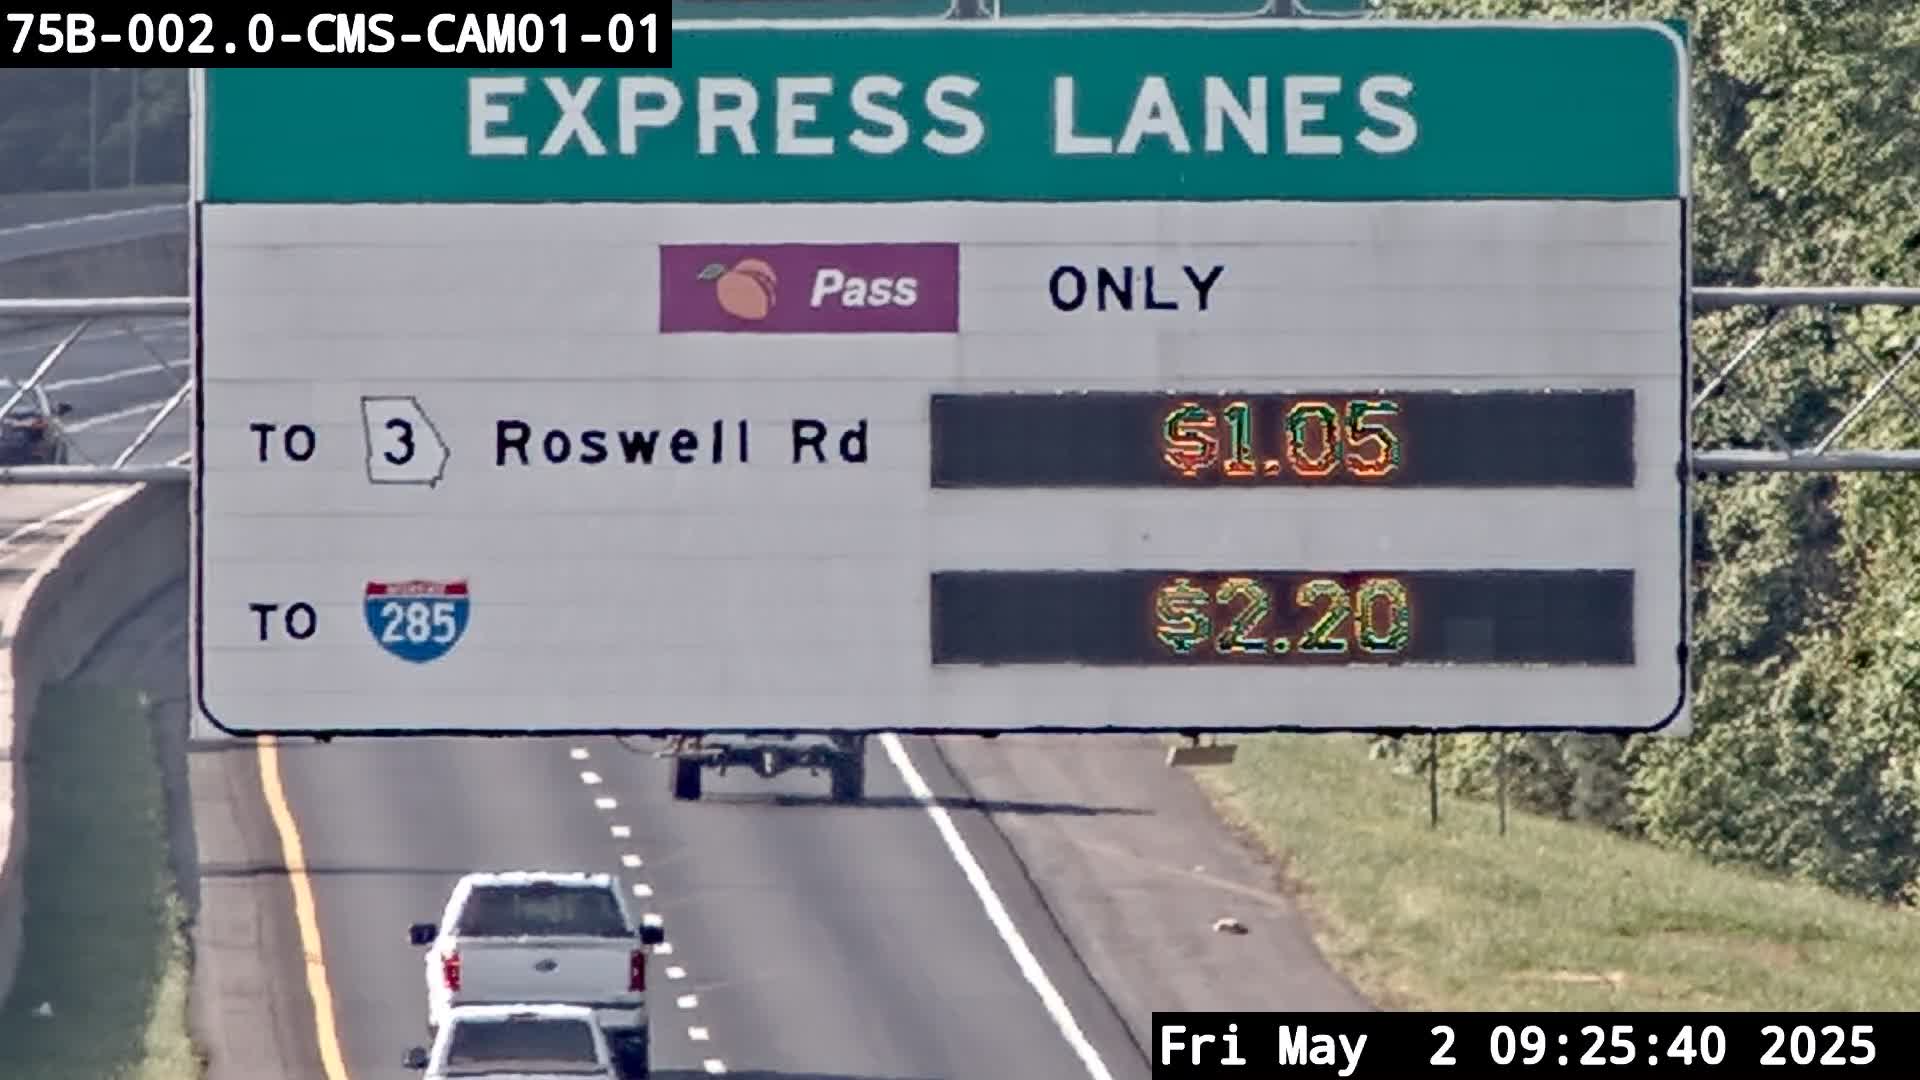 75B-002.0-CMS-CAM01-01
EXPRESS LANES
Pass ONLY
TO 3 Roswell Rd $1.05
TO 285 $2.20
Fri May 2 09:25:40 2025